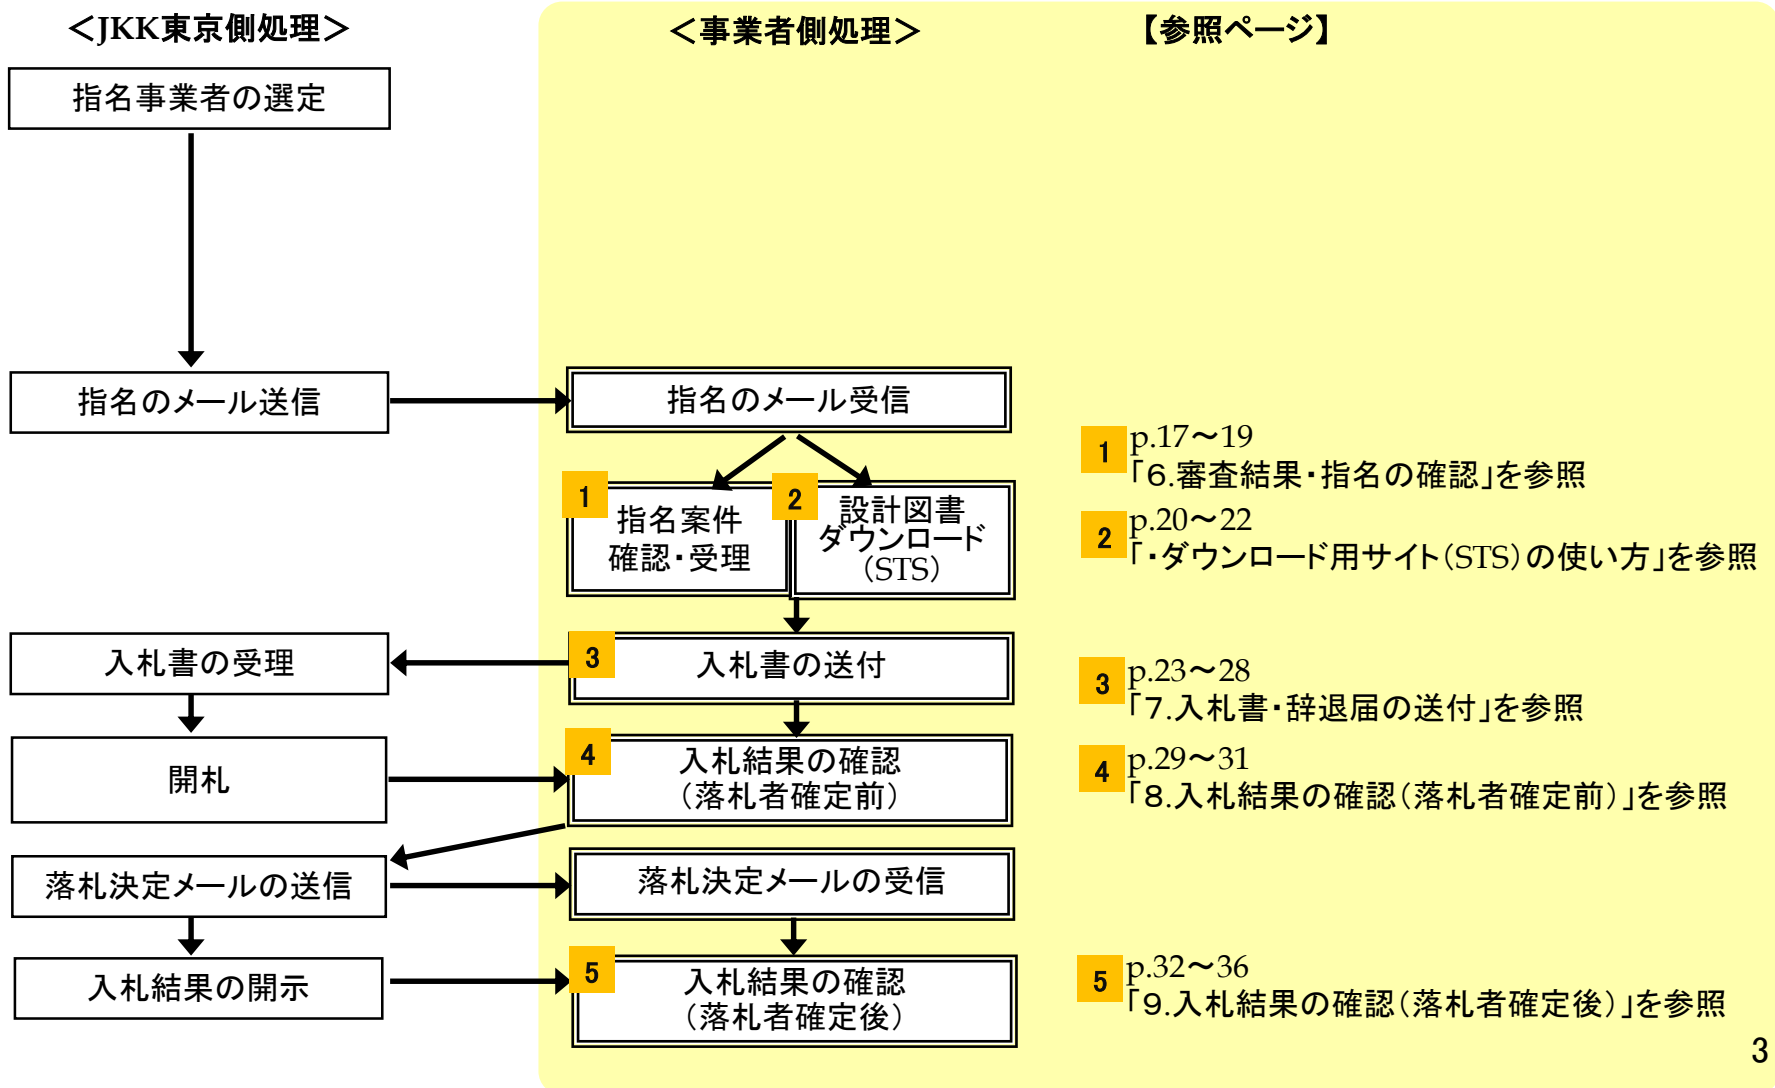 ＜JKK東京側処理＞
＜事業者側処理＞
【参照ページ】
指名事業者の選定
指名のメール送信
指名のメール受信
1
指名案件
確認・受理
2
設計図書
ダウンロード
（STS）
1
p.17～19
「６.審査結果・指名の確認」を参照
2
p.20～22
「・ダウンロード用サイト（STS）の使い方」を参照
入札書の受理
3
入札書の送付
3
p.23～28
「７.入札書・辞退届の送付」を参照
開札
4
入札結果の確認
（落札者確定前）
4
p.29～31
「８.入札結果の確認（落札者確定前）」を参照
落札決定メールの送信
落札決定メールの受信
入札結果の開示
5
入札結果の確認
（落札者確定後）
5
p.32～36
「９.入札結果の確認（落札者確定後）」を参照
3